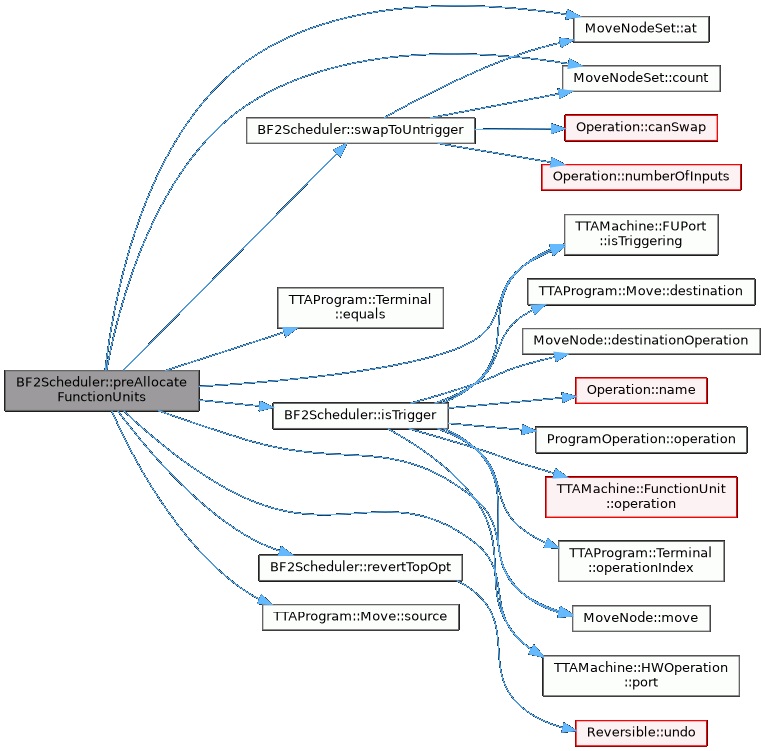 MoveNodeSet::at
MoveNodeSet::count
BF2Scheduler::swapToUntrigger
Operation::canSwap
Operation::numberOfInputs
TTAMachine::FUPort
::isTriggering
TTAProgram::Move::destination
TTAProgram::Terminal
::equals
MoveNode::destinationOperation
BF2Scheduler::preAllocate
FunctionUnits
Operation::name
BF2Scheduler::isTrigger
ProgramOperation::operation
TTAMachine::FunctionUnit
::operation
TTAProgram::Terminal
::operationIndex
BF2Scheduler::revertTopOpt
TTAProgram::Move::source
MoveNode::move
TTAMachine::HWOperation
::port
Reversible::undo